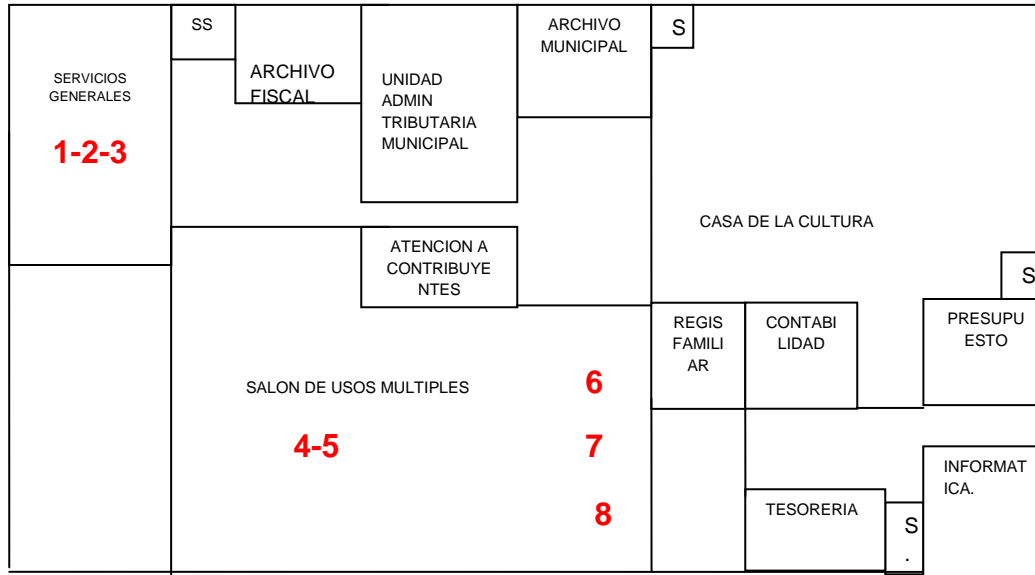 SS
ARCHIVO
MUNICIPAL
S
SERVICIOS
GENERALES
1-2-3
ARCHIVO
FISCAL
UNIDAD
ADMIN
TRIBUTARIA
MUNICIPAL
CASA DE LA CULTURA
ATENCION A
CONTRIBUYE
NTES
S
REGIS
FAMILI
AR
CONTABI
LIDAD
PRESUPU
ESTO
SALON DE USOS MULTIPLES
4-5
6
7
8
INFORMAT
ICA.
TESORERIA
S
.